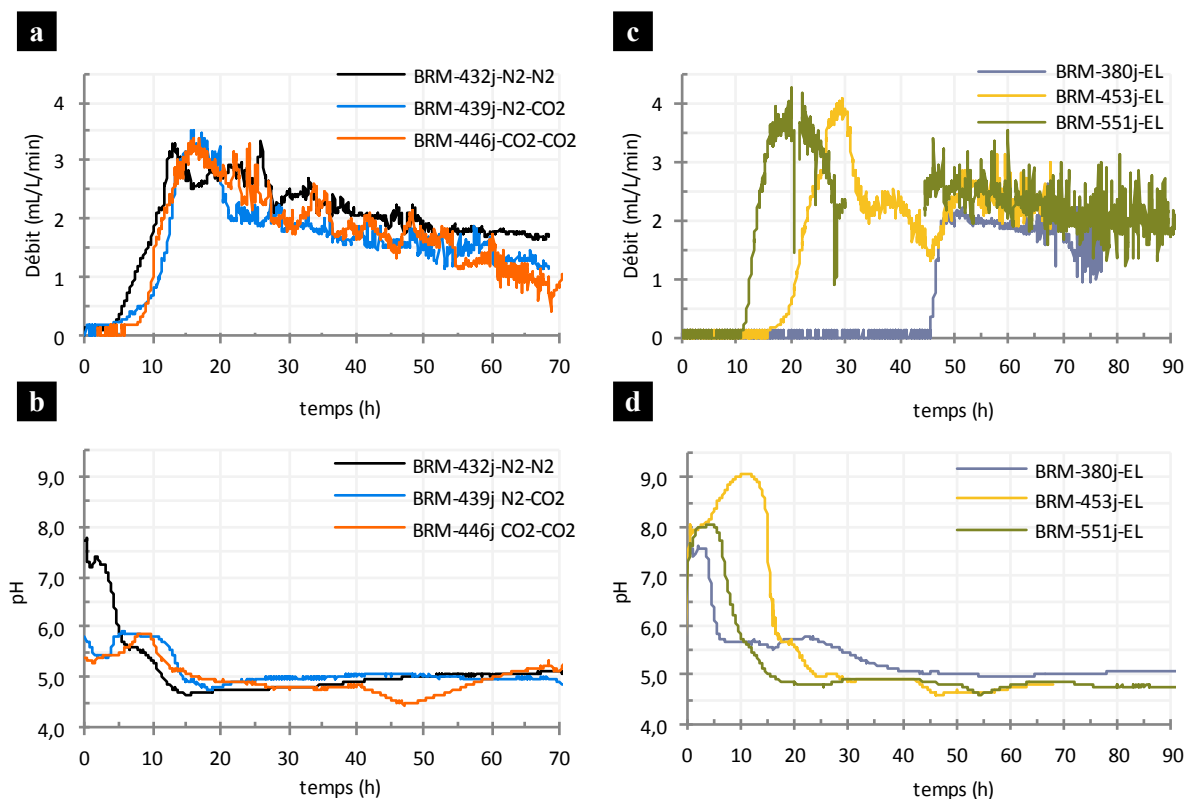 a
BRM-432j-N2-N2
BRM-439j-N2-CO2
BRM-446j-CO2-CO2
Débit (mL/L/min)
4
3
2
1
0
0 10 20 30 40 50 60 70
temps (h)
b
BRM-432j-N2-N2
BRM-439j N2-CO2
BRM-446j CO2-CO2
pH
9,0
8,0
7,0
6,0
5,0
4,0
0 10 20 30 40 50 60 70
temps (h)
c
BRM-380j-EL
BRM-453j-EL
BRM-551j-EL
Débit (mL/L/min)
4
3
2
1
0
0 10 20 30 40 50 60 70 80 90
temps (h)
d
BRM-380j-EL
BRM-453j-EL
BRM-551j-EL
pH
9,0
8,0
7,0
6,0
5,0
4,0
0 10 20 30 40 50 60 70 80 90
temps (h)